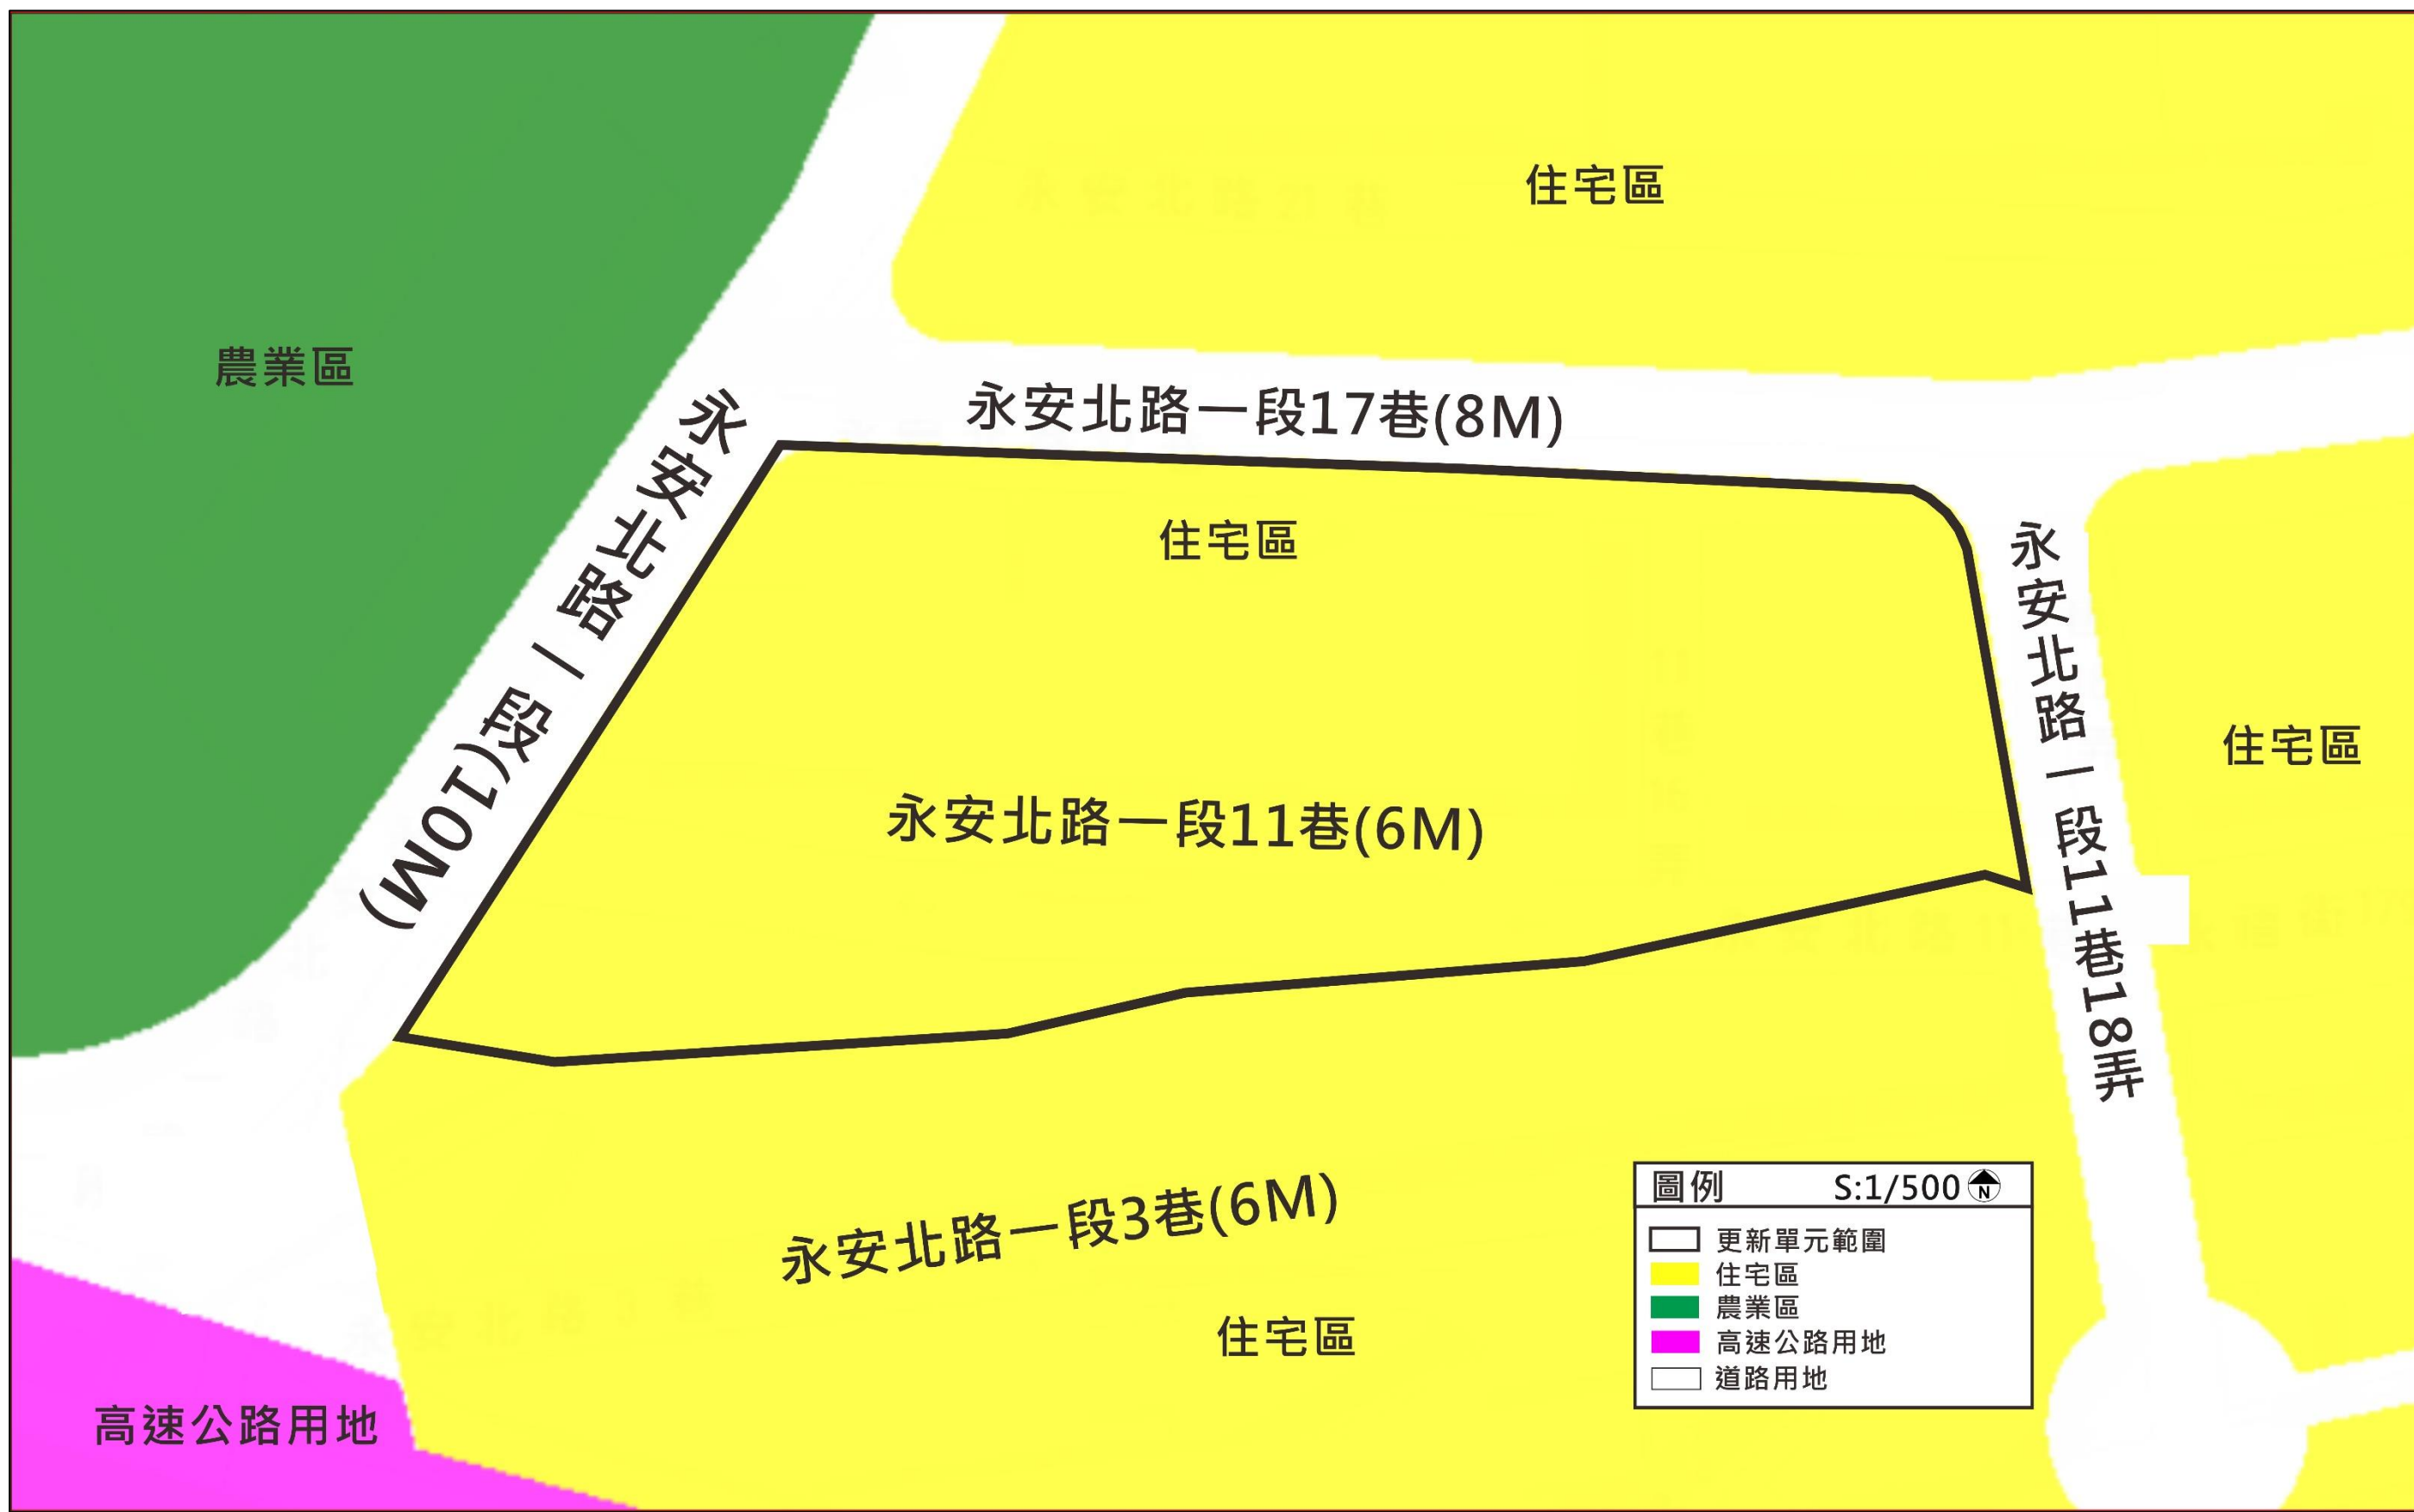 住宅區
農業區
永安北路一段17巷(8M)
永安北路一段(10M)
住宅區
永安北路一段11巷18弄
住宅區
永安北路一段11巷(6M)
永安北路一段3巷(6M)
住宅區
高速公路用地
圖例 S:1/500 N
更新單元範圍
住宅區
農業區
高速公路用地
道路用地